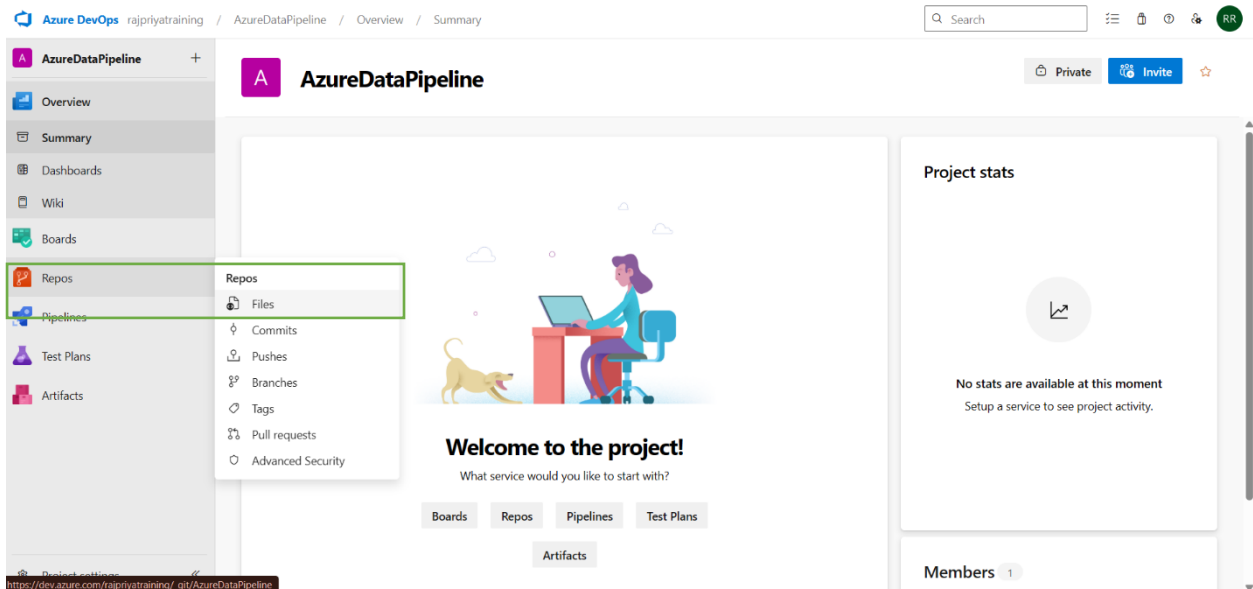 Azure DevOps rajpriyatraining / AzureDataPipeline / Overview / Summary
Search
RR
A AzureDataPipeline +
Overview
Summary
Dashboards
Wiki
Boards
Repos
Pipelines
Test Plans
Artifacts
Project settings
https://dev.azure.com/rajpriyatraining/_git/AzureDataPipeline
Repos
Files
Commits
Pushes
Branches
Tags
Pull requests
Advanced Security
A AzureDataPipeline
Private
Invite
Welcome to the project!
What service would you like to start with?
Boards Repos Pipelines Test Plans
Artifacts
Project stats
No stats are available at this moment
Setup a service to see project activity.
Members 1